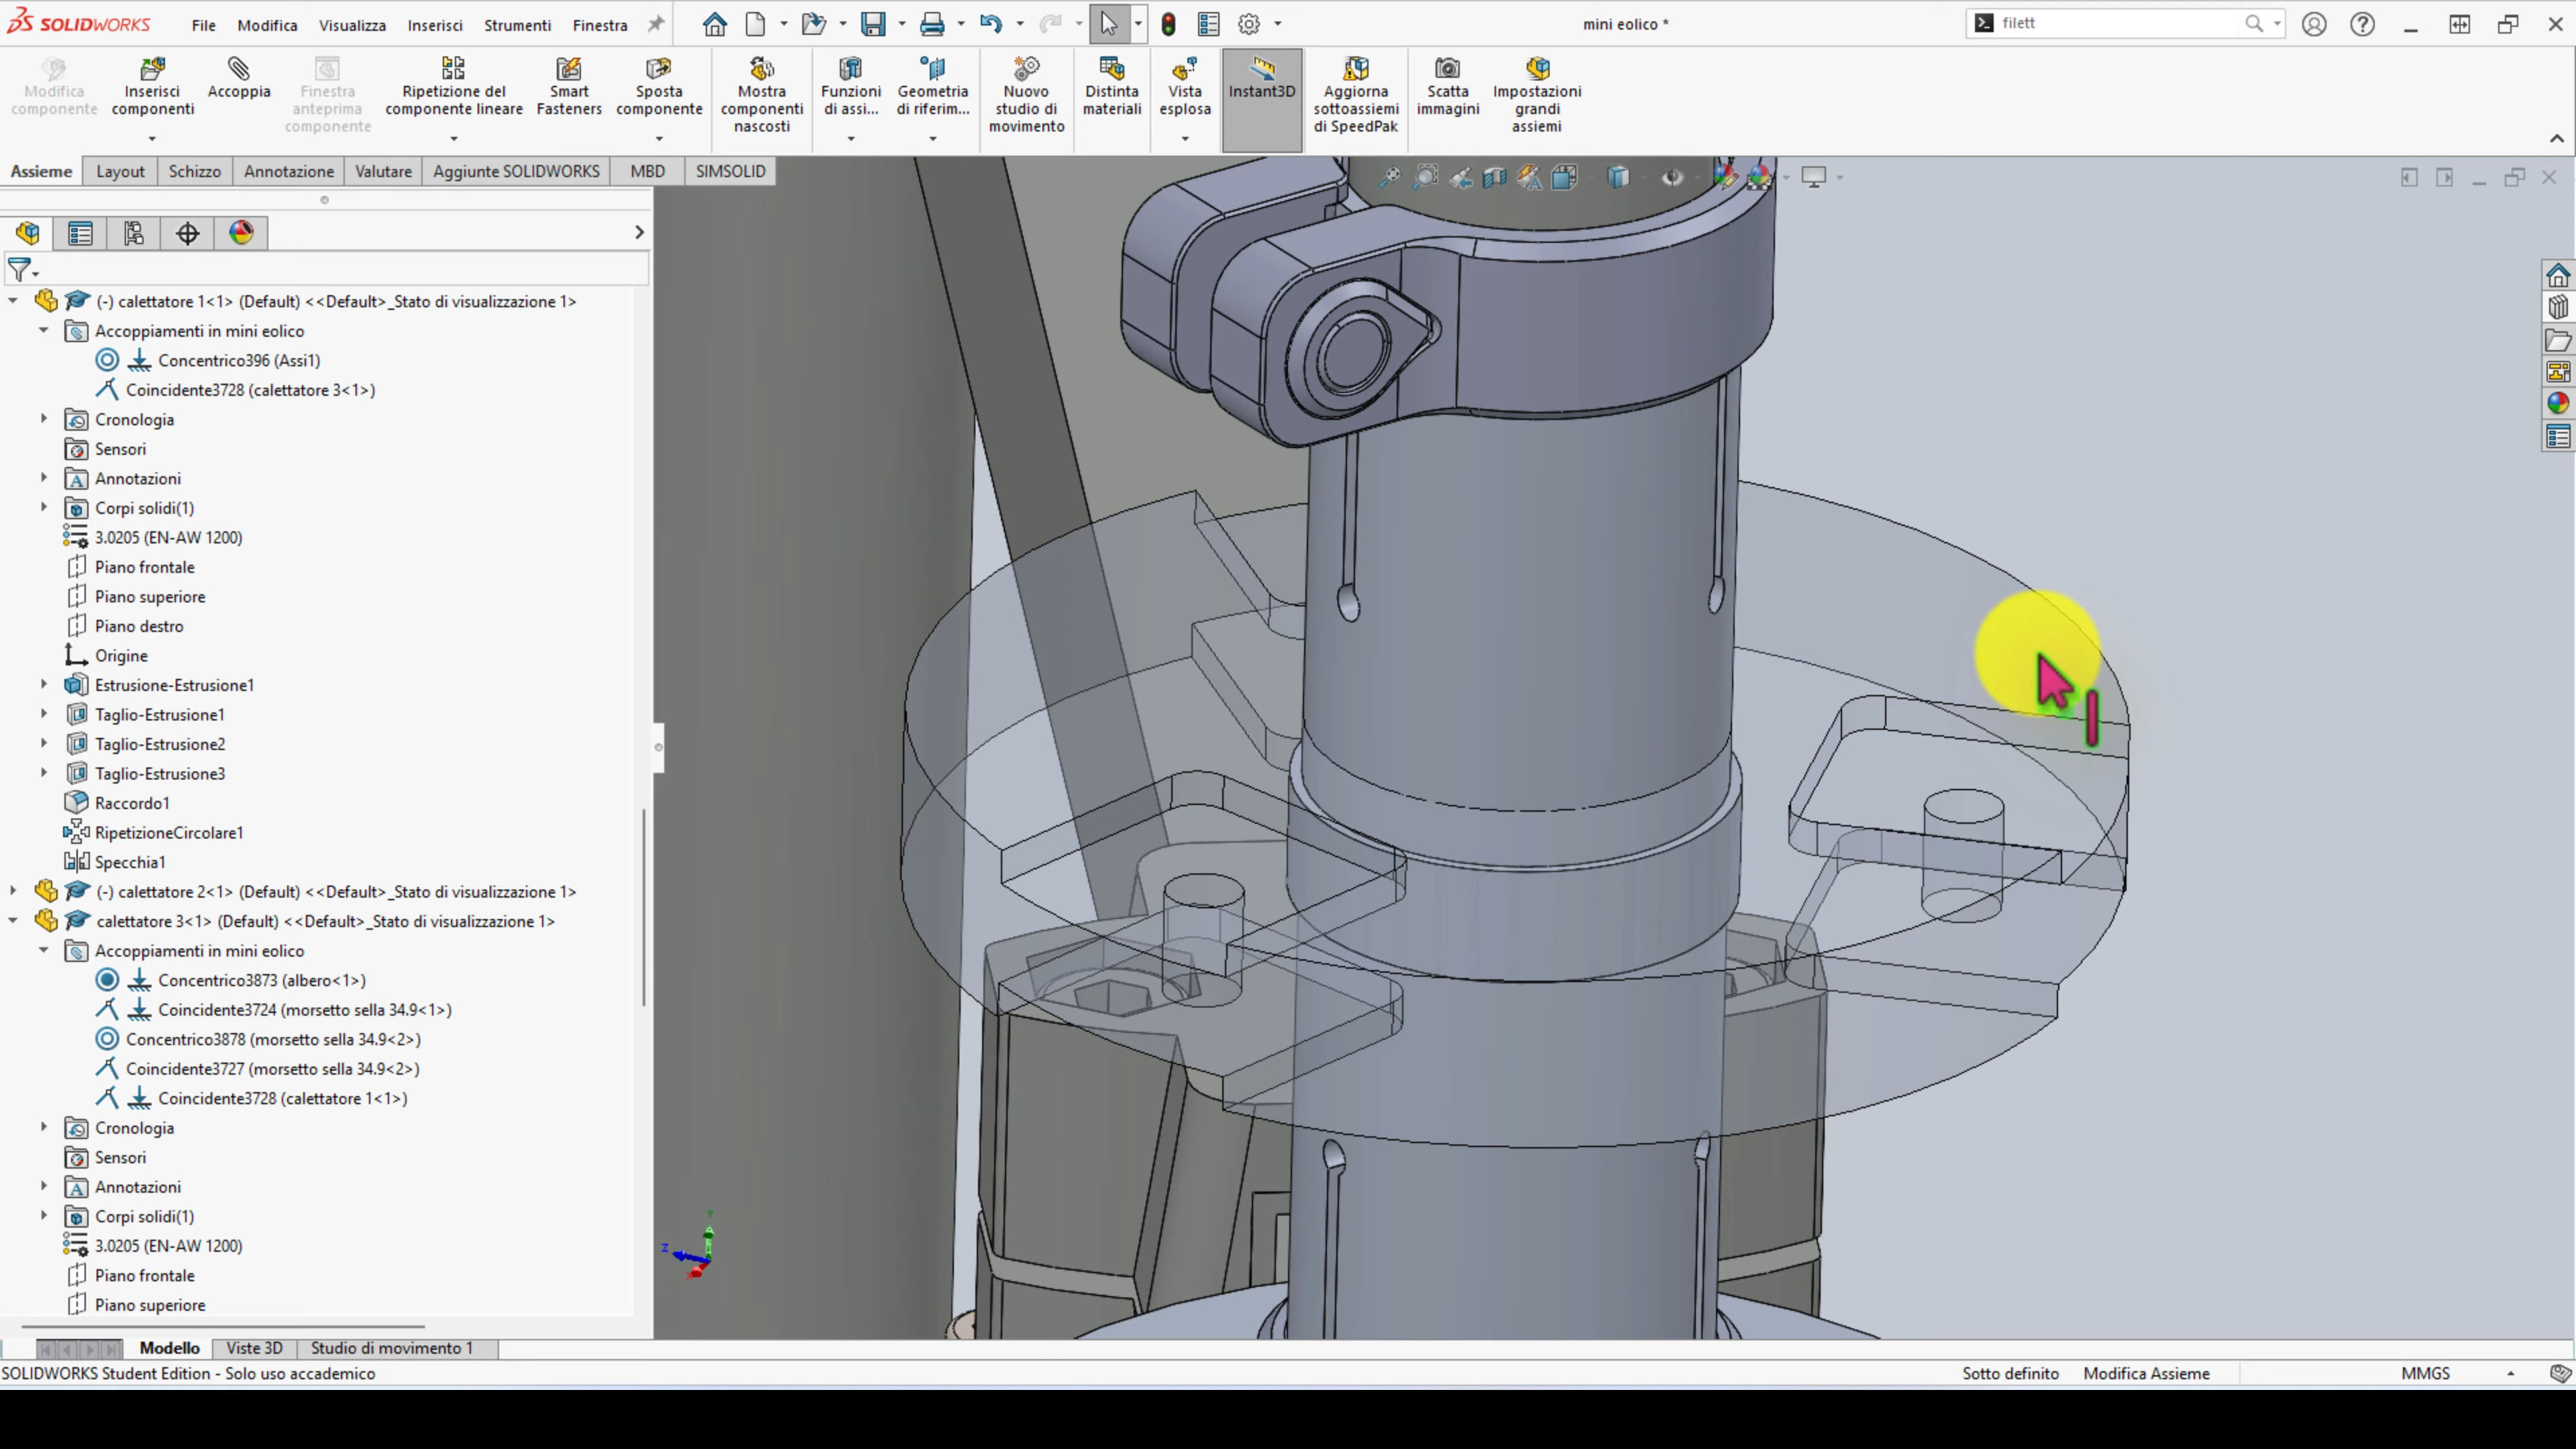 SOLIDWORKS File Modifica Visualizza Inserisci Strumenti Finestra mini eolico * filett
Modifica componente
Inserisci componenti
Accoppia
Finestra anteprima componente
Ripetizione del componente lineare
Smart Fasteners
Sposta componente
Mostra componenti nascosti
Funzioni di assi...
Geometria di riferim...
Nuovo studio di movimento
Distinta materiali
Vista esplosa
Instant3D
Aggiorna sottoassiemi di SpeedPak
Scatta immagini
Impostazioni grandi assiemi
Assieme Layout Schizzo Annotazione Valutare Aggiunte SOLIDWORKS MBD SIMSOLID
(-) calettatore 1<1> (Default) <<Default>_Stato di visualizzazione 1>
Accoppiamenti in mini eolico
Concentrico396 (Assi1)
Coincidente3728 (calettatore 3<1>)
Cronologia
Sensori
Annotazioni
Corpi solidi(1)
3.0205 (EN-AW 1200)
Piano frontale
Piano superiore
Piano destro
Origine
Estrusione-Estrusione1
Taglio-Estrusione1
Taglio-Estrusione2
Taglio-Estrusione3
Raccordo1
RipetizioneCircolare1
Specchia1
(-) calettatore 2<1> (Default) <<Default>_Stato di visualizzazione 1>
calettatore 3<1> (Default) <<Default>_Stato di visualizzazione 1>
Accoppiamenti in mini eolico
Concentrico3873 (albero<1>)
Coincidente3724 (morsetto sella 34.9<1>)
Concentrico3878 (morsetto sella 34.9<2>)
Coincidente3727 (morsetto sella 34.9<2>)
Coincidente3728 (calettatore 1<1>)
Cronologia
Sensori
Annotazioni
Corpi solidi(1)
3.0205 (EN-AW 1200)
Piano frontale
Piano superiore
Y
Z
Modello Viste 3D Studio di movimento 1
SOLIDWORKS Student Edition - Solo uso accademico Sotto definito Modifica Assieme MMGS